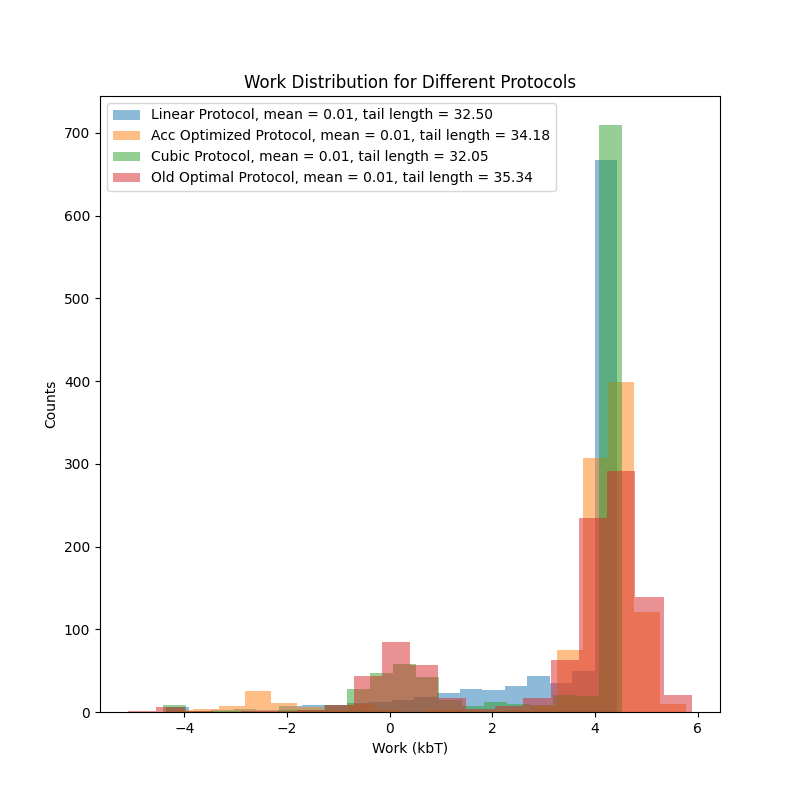 Work Distribution for Different Protocols
Linear Protocol, mean = 0.01, tail length = 32.50
Acc Optimized Protocol, mean = 0.01, tail length = 34.18
Cubic Protocol, mean = 0.01, tail length = 32.05
Old Optimal Protocol, mean = 0.01, tail length = 35.34
700
600
500
400
300
200
100
0
Counts
−4 −2 0 2 4 6
Work (kbT)